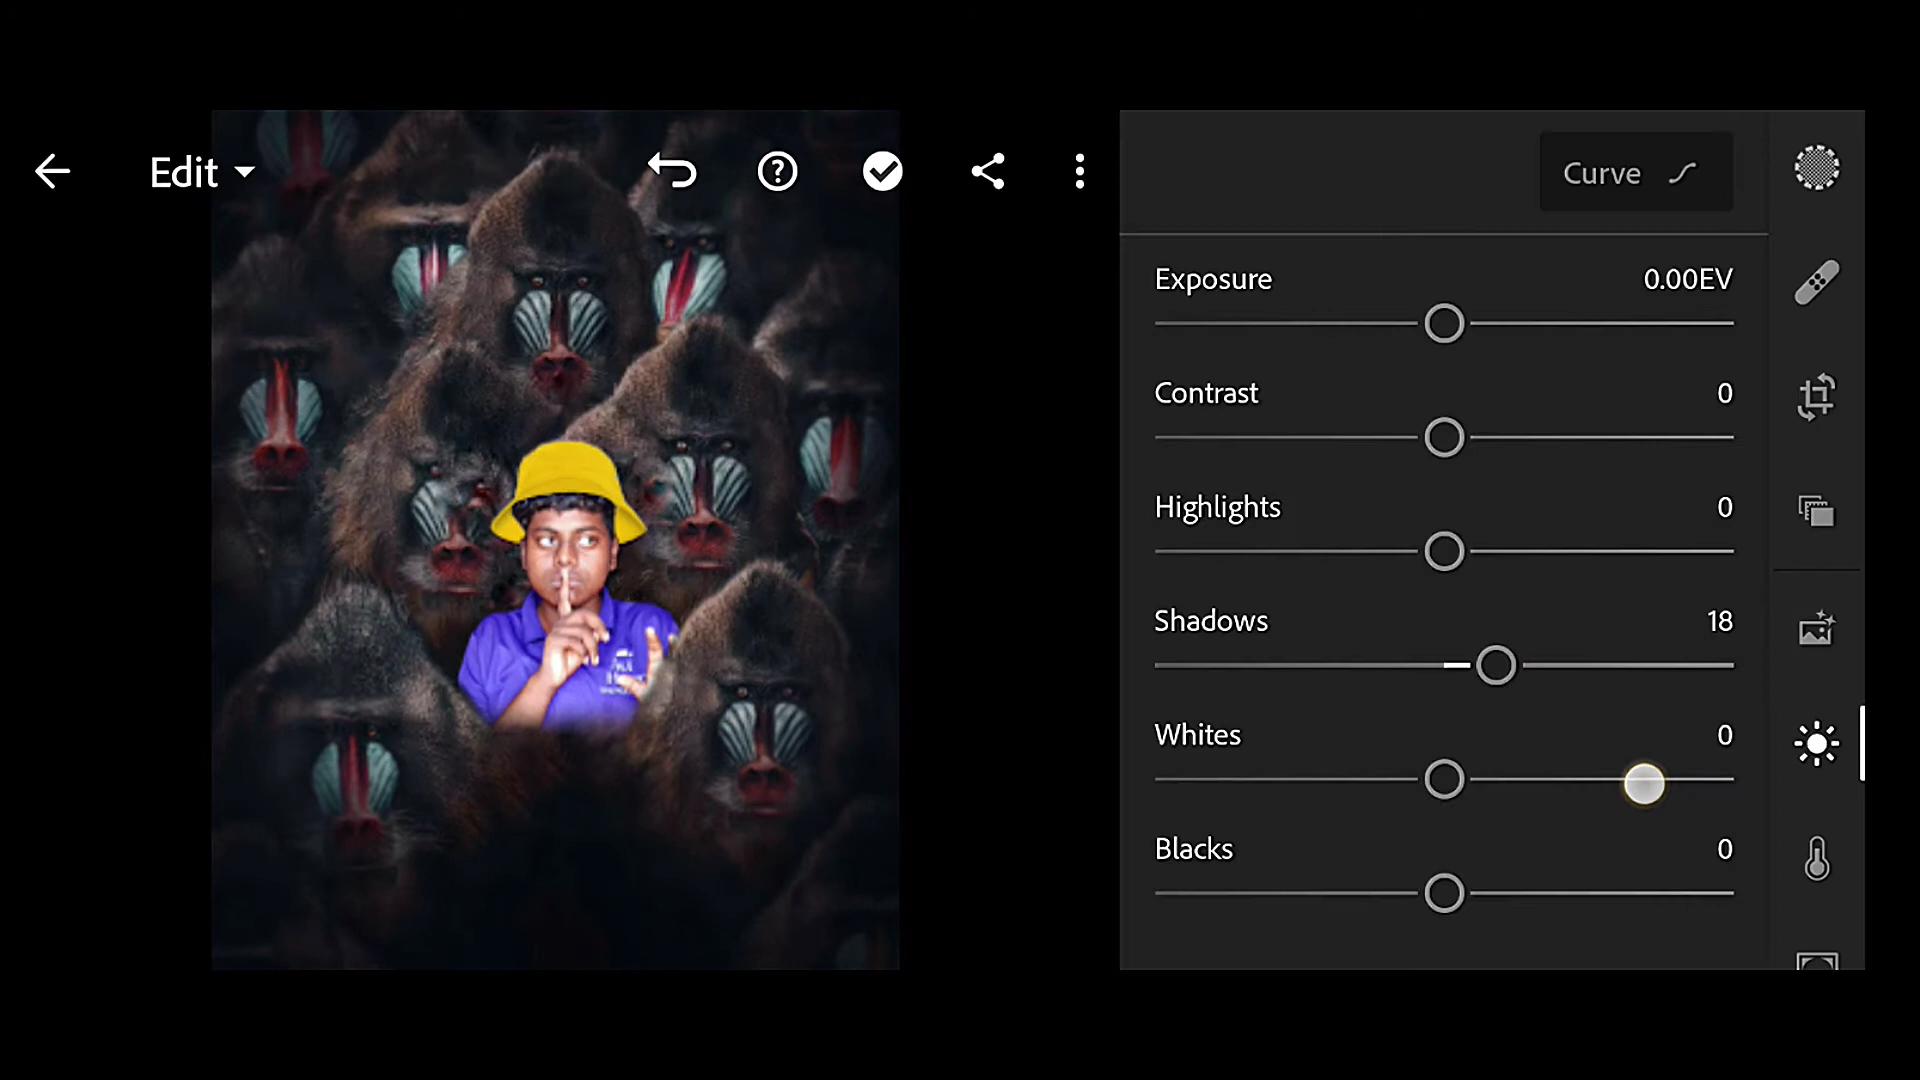 Edit
Curve
Exposure 0.00EV
Contrast 0
Highlights 0
Shadows 18
Whites 0
Blacks 0